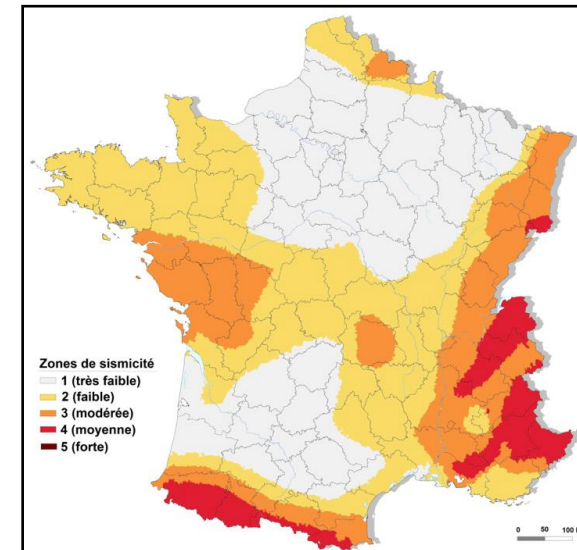 Zones de sismicité
1 (très faible)
2 (faible)
3 (modérée)
4 (moyenne)
5 (forte)
0 50 100